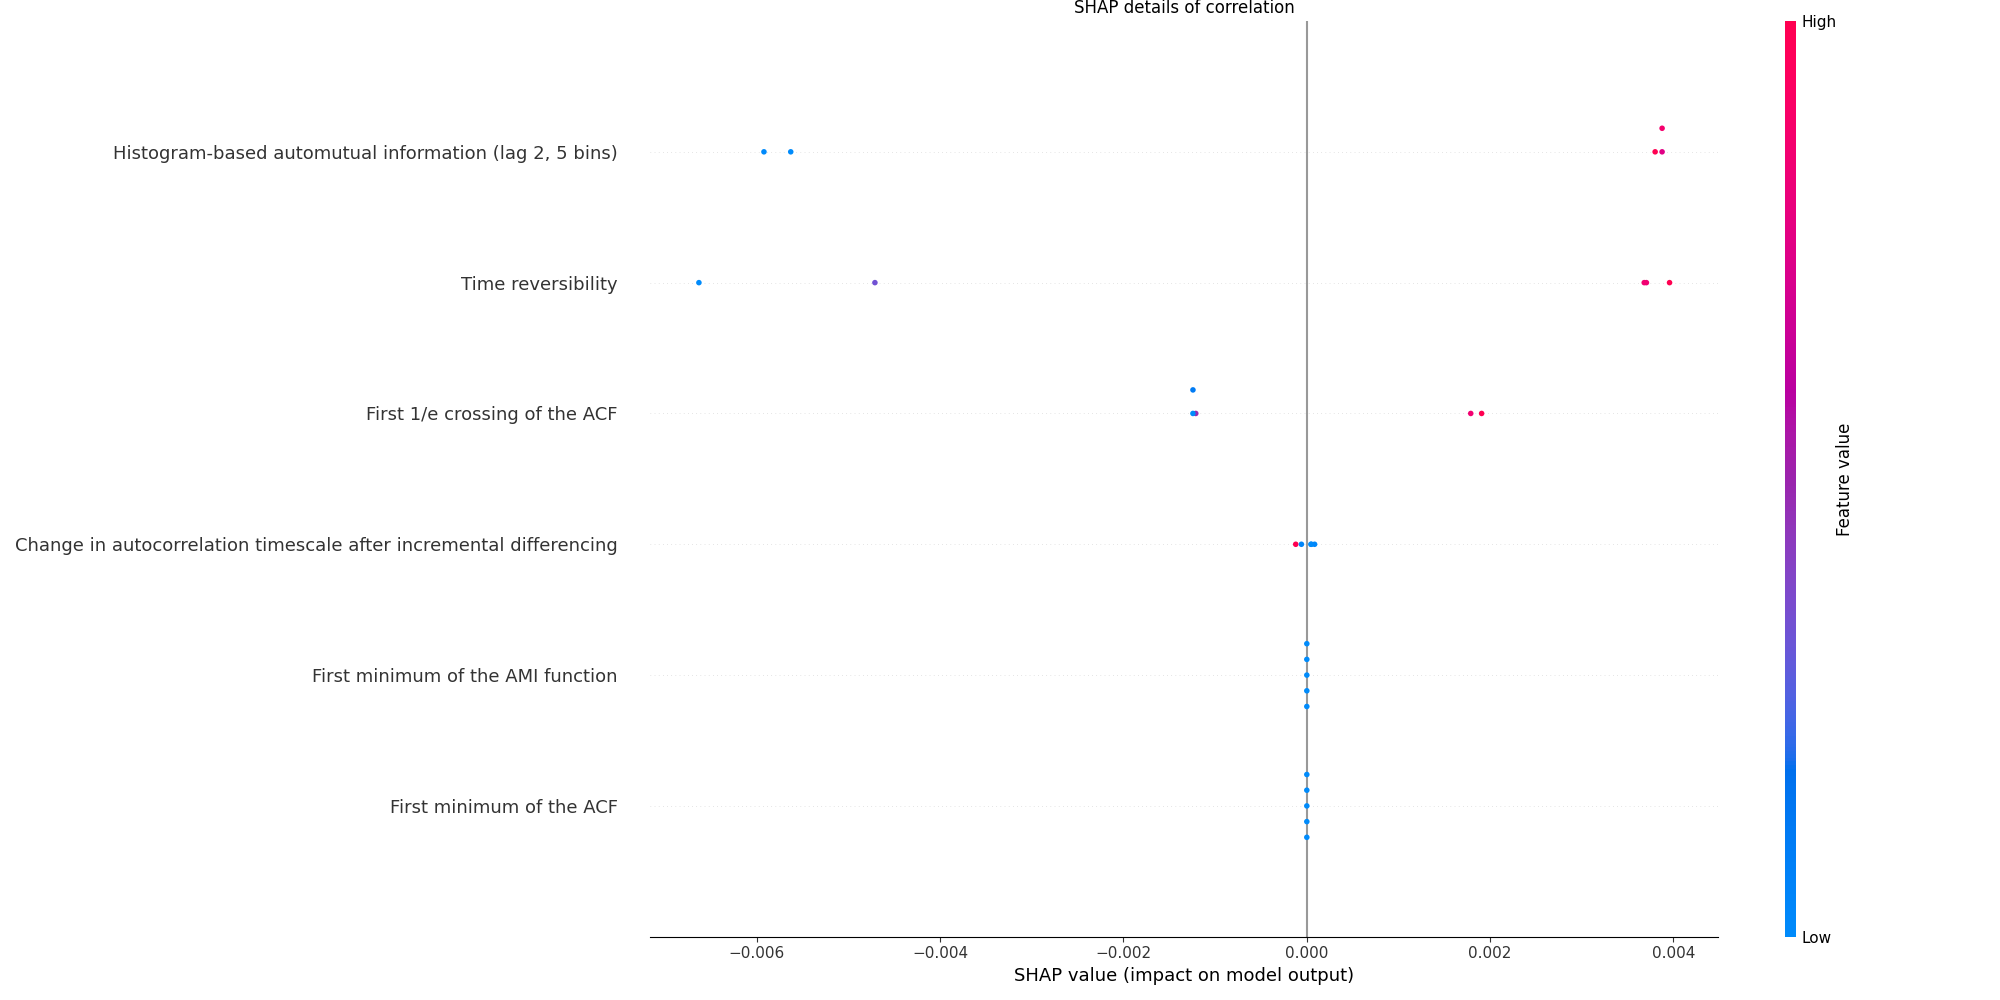 SHAP details of correlation
High
Histogram-based automutual information (lag 2, 5 bins)
Time reversibility
First 1/e crossing of the ACF
Change in autocorrelation timescale after incremental differencing
First minimum of the AMI function
First minimum of the ACF
Feature value
Low
−0.006 −0.004 −0.002 0.000 0.002 0.004
SHAP value (impact on model output)